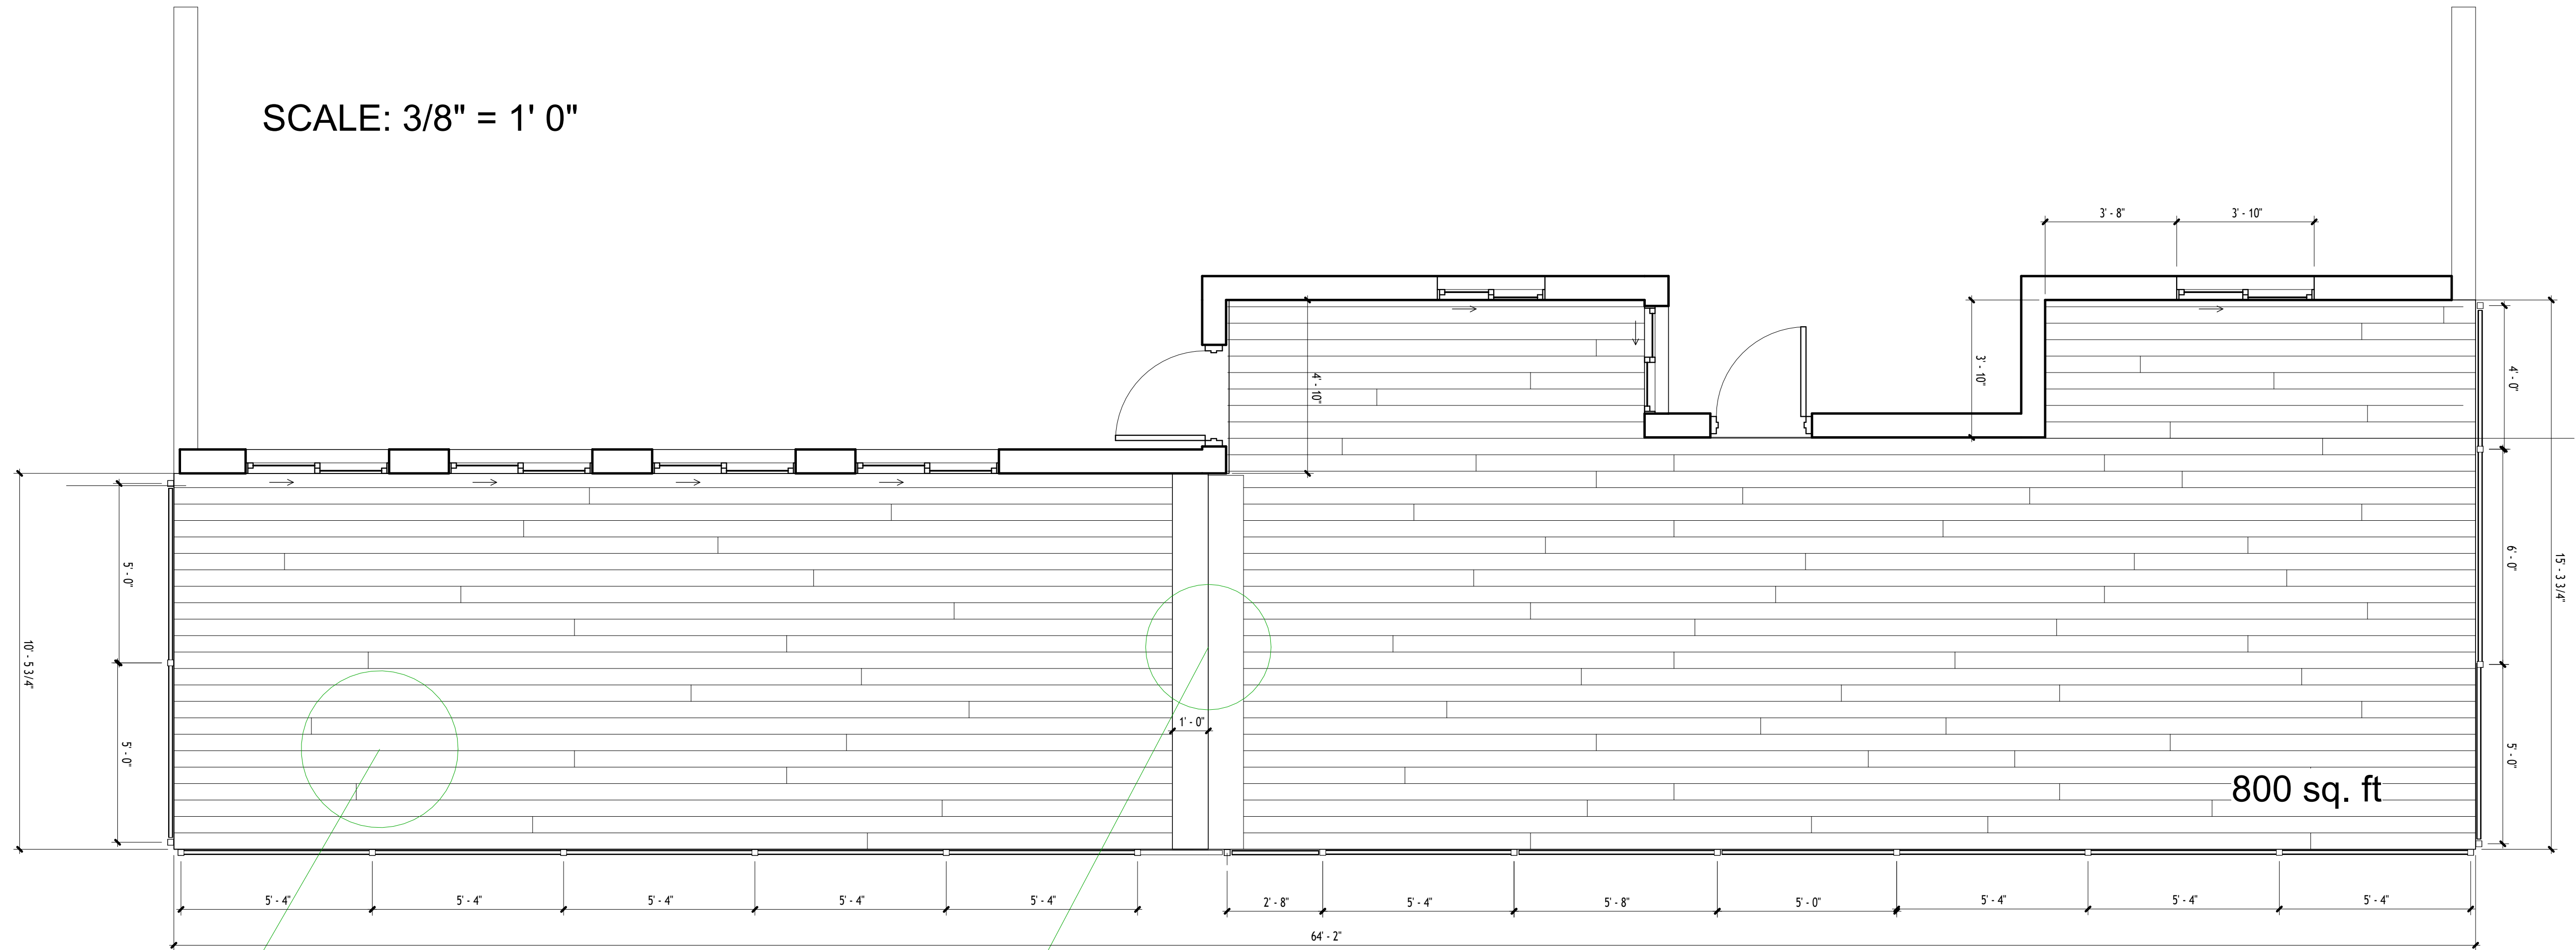 SCALE: 3/8" = 1' 0"
3' - 8"
3' - 10"
4' - 10"
3' - 10"
4' - 0"
6' - 0"
15' - 3 3/4"
5' - 0"
5' - 0"
10' - 5 3/4"
5' - 0"
1' - 0"
800 sq. ft
5' - 4"
5' - 4"
5' - 4"
5' - 4"
5' - 4"
2' - 8"
5' - 4"
5' - 8"
5' - 0"
5' - 4"
5' - 4"
5' - 4"
64' - 2"